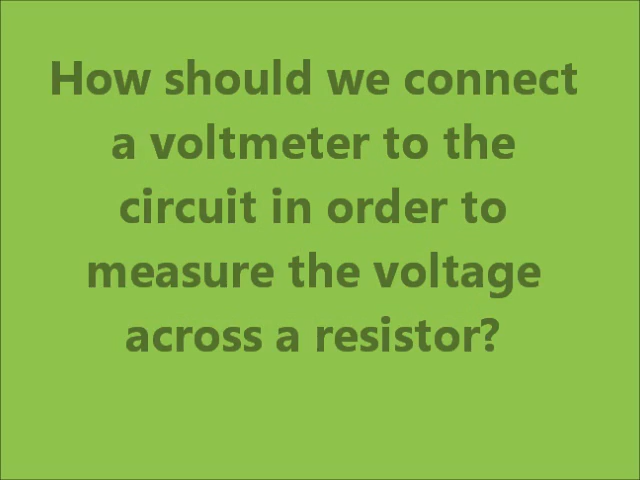 How should we connect
a voltmeter to the
circuit in order to
measure the voltage
across a resistor?